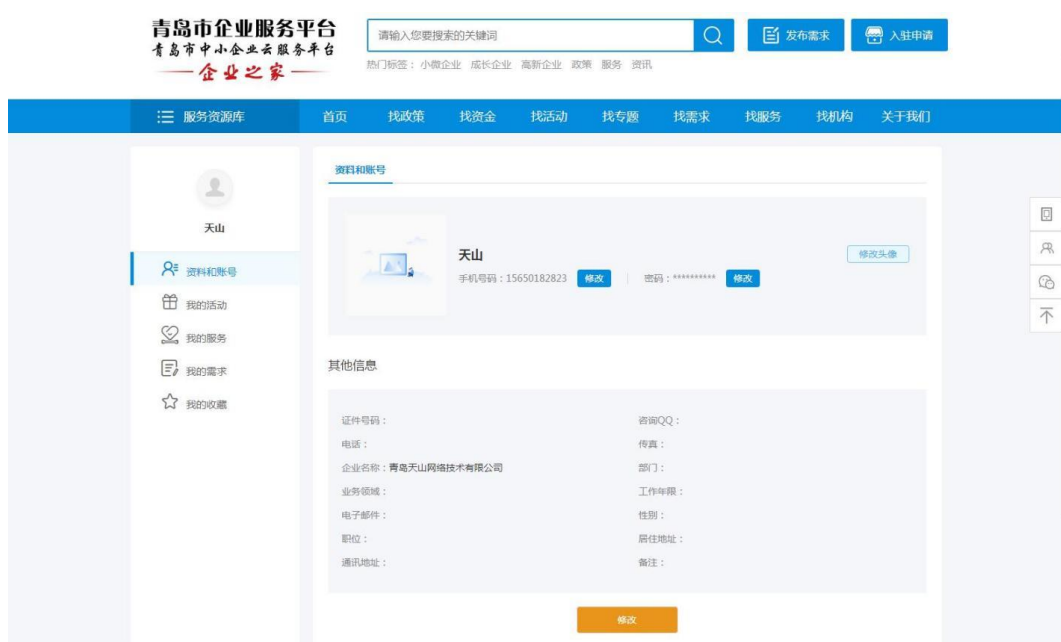 青岛市企业服务平台
青岛市中小企业云服务平台
企业之家
请输入您要搜索的关键词
发布需求
入驻申请
热门标签：小微企业 成长企业 高新企业 政策 服务 资讯
服务资源库 首页 找政策 找资金 找活动 找专题 找需求 找服务 找机构 关于我们
天山
资料和账号
我的活动
我的服务
我的需求
我的收藏
资料和账号
天山
修改头像
手机号码：15650182823 修改 密码：********** 修改
其他信息
证件号码： 咨询QQ：
电话： 传真：
企业名称：青岛天山网络技术有限公司 部门：
业务领域： 工作年限：
电子邮件： 性别：
职位： 居住地址：
通讯地址： 备注：
修改